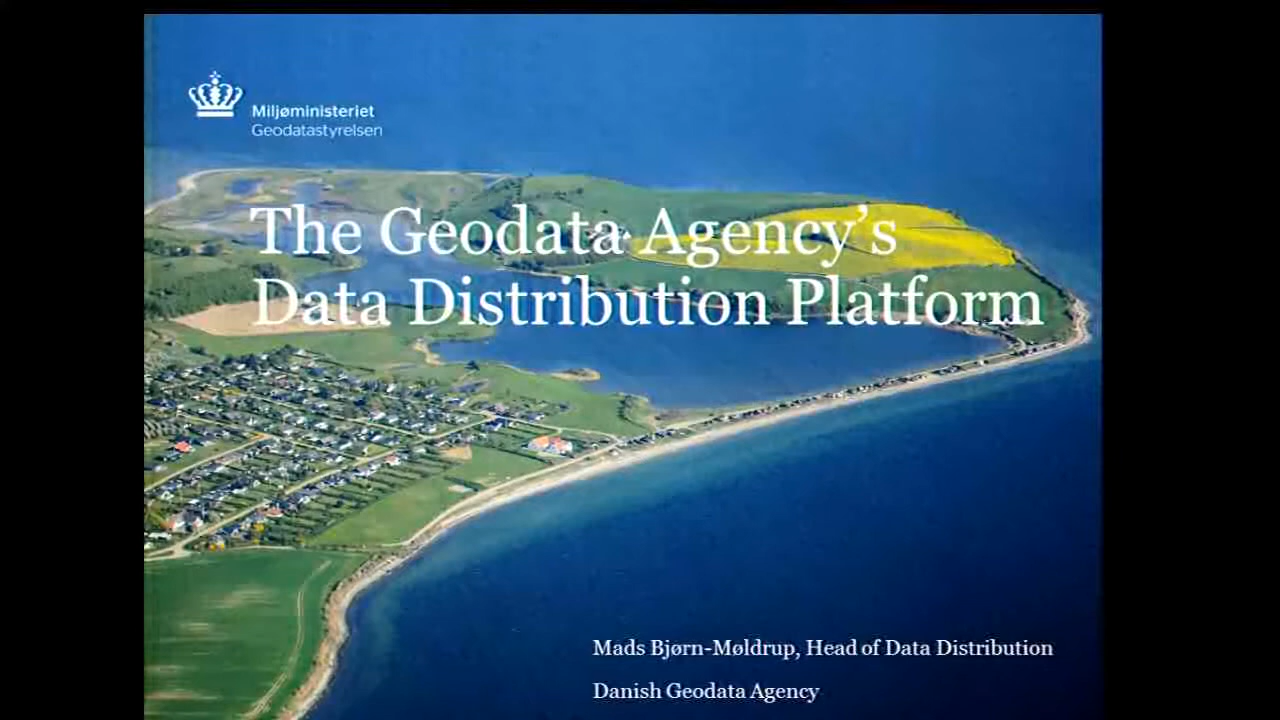 Miljøministeriet
Geodatastyrelsen
The Geodata Agency’s
Data Distribution Platform
Mads Bjørn-Møldrup, Head of Data Distribution
Danish Geodata Agency